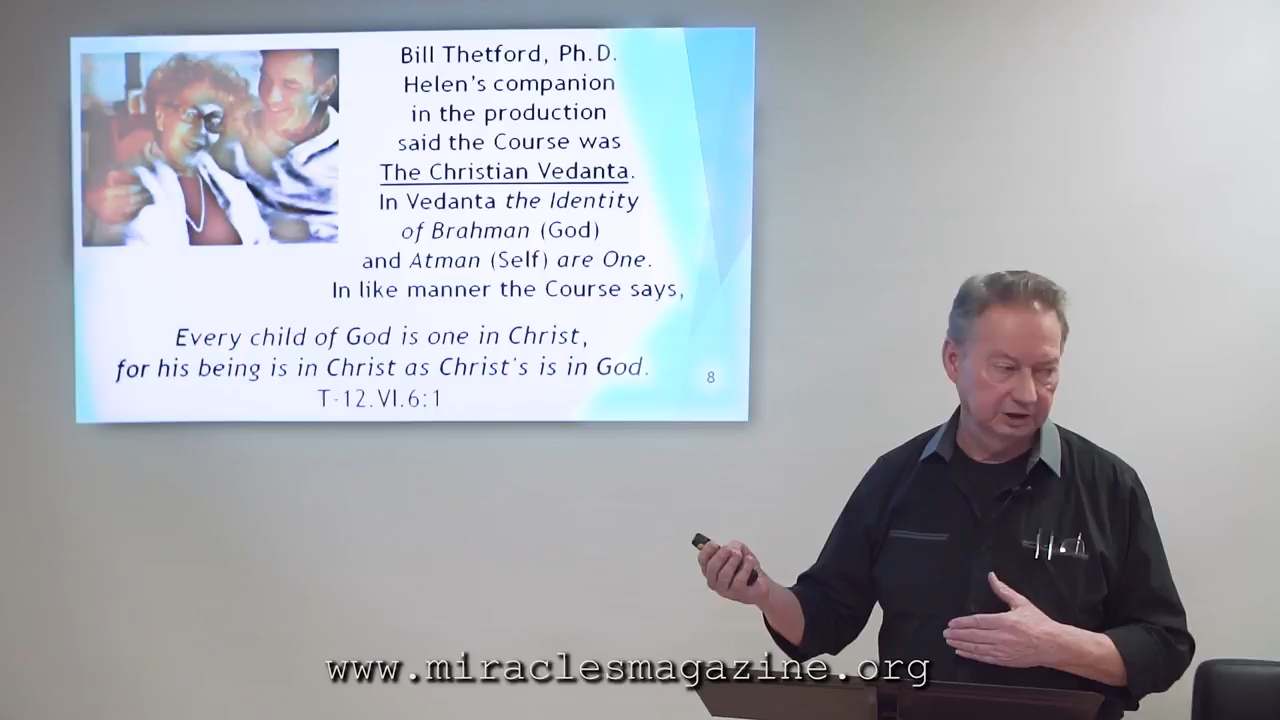 Bill Thetford, Ph.D.
Helen's companion
in the production
said the Course was
The Christian Vedanta.
In Vedanta the Identity
of Brahman (God)
and Atman (Self) are One.
In like manner the Course says,
Every child of God is one in Christ,
for his being is in Christ as Christ's is in God.
T-12.VI.6:1
8
www.miraclesmagazine.org